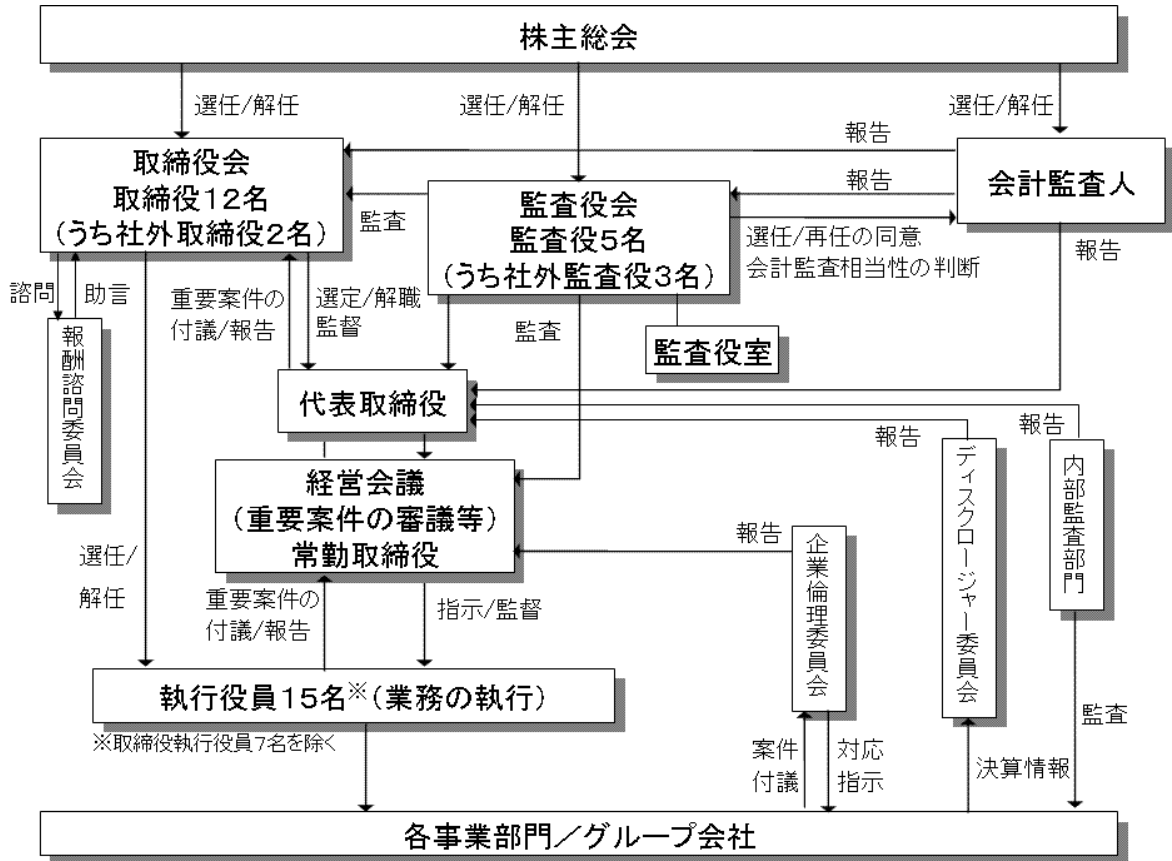 株主総会
選任/解任
選任/解任
選任/解任
取締役会
取締役12名
(うち社外取締役2名)
監査
監査役会
監査役5名
(うち社外監査役3名)
報告
報告
会計監査人
選任/再任の同意
会計監査相当性の判断
報告
諮問
助言
重要案件の
付議/報告
選定/解職
監督
監査
監査役室
報酬諮問委員会
代表取締役
報告
報告
経営会議
(重要案件の審議等)
常勤取締役
報告
企業倫理委員会
ディスクロージャー委員会
内部監査部門
選任/
解任
重要案件の
付議/報告
指示/監督
執行役員15名※(業務の執行)
※取締役執行役員7名を除く
案件
付議
対応
指示
決算情報
監査
各事業部門/グループ会社